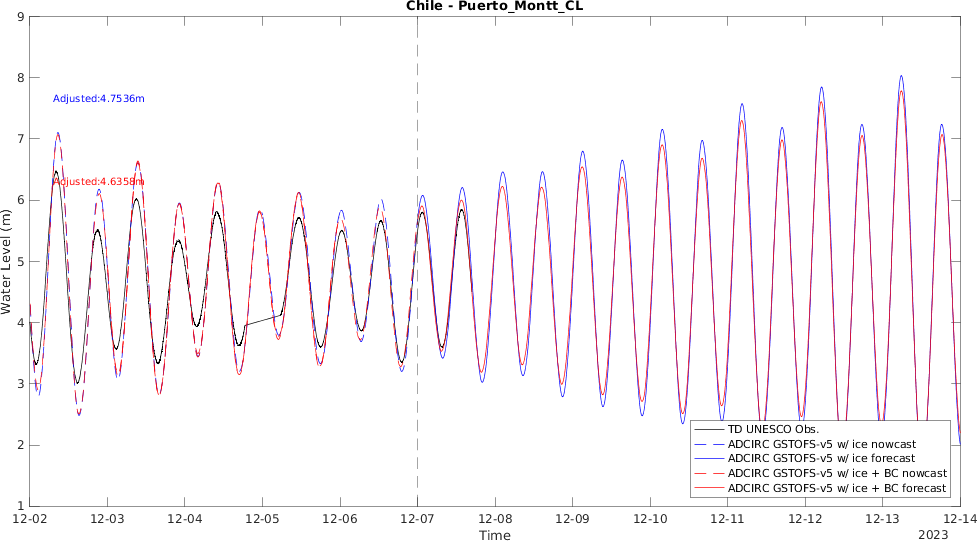 Chile - Puerto_Montt_CL
9
8
7
6
5
4
3
2
1
Water Level (m)
Adjusted:4.7536m
Adjusted:4.6358m
TD UNESCO Obs.
ADCIRC GSTOFS-v5 w/ ice nowcast
ADCIRC GSTOFS-v5 w/ ice forecast
ADCIRC GSTOFS-v5 w/ ice + BC nowcast
ADCIRC GSTOFS-v5 w/ ice + BC forecast
12-02 12-03 12-04 12-05 12-06 12-07 12-08 12-09 12-10 12-11 12-12 12-13 12-14
Time
2023